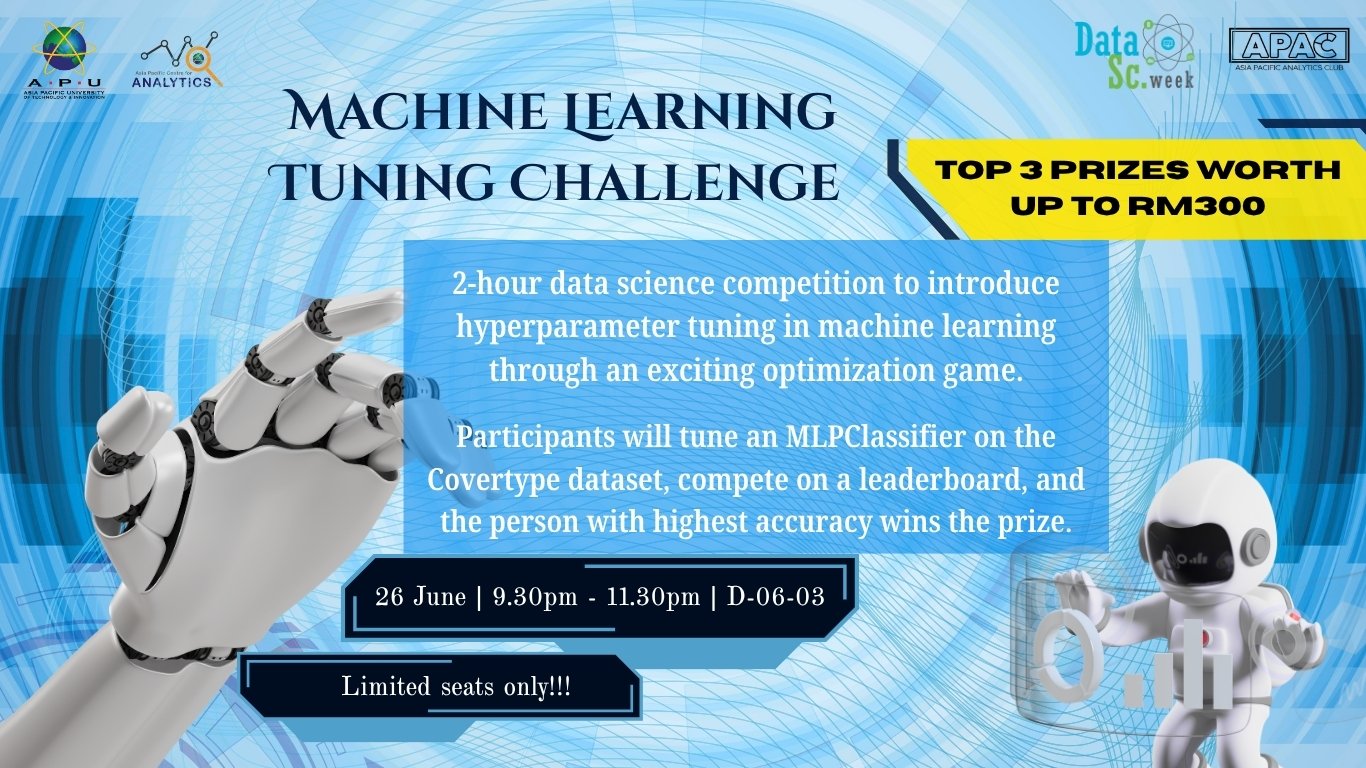 A·P·U
ASIA PACIFIC UNIVERSITY
OF TECHNOLOGY & INNOVATION
Asia Pacific Centre for
ANALYTICS
Data
Sc.week
APAC
ASIA PACIFIC ANALYTICS CLUB
Machine Learning
Tuning Challenge
TOP 3 PRIZES WORTH
UP TO RM300
2-hour data science competition to introduce
hyperparameter tuning in machine learning
through an exciting optimization game.
Participants will tune an MLPClassifier on the
Covertype dataset, compete on a leaderboard, and
the person with highest accuracy wins the prize.
26 June | 9.30pm - 11.30pm | D-06-03
Limited seats only!!!